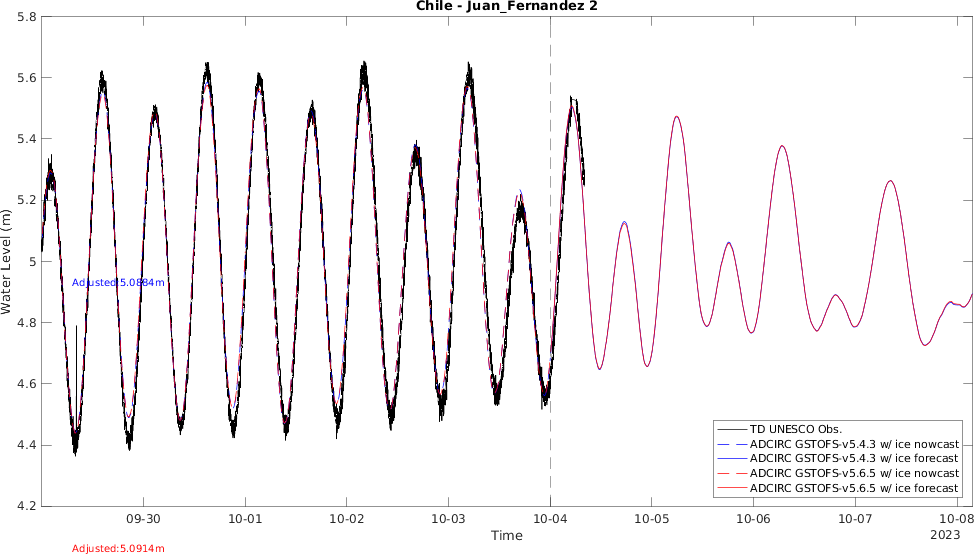 Chile - Juan_Fernandez 2
5.8
5.6
5.4
5.2
5
4.8
4.6
4.4
4.2
Water Level (m)
Adjusted:5.0884m
TD UNESCO Obs.
ADCIRC GSTOFS-v5.4.3 w/ ice nowcast
ADCIRC GSTOFS-v5.4.3 w/ ice forecast
ADCIRC GSTOFS-v5.6.5 w/ ice nowcast
ADCIRC GSTOFS-v5.6.5 w/ ice forecast
09-30 10-01 10-02 10-03 10-04 10-05 10-06 10-07 10-08
Time
2023
Adjusted:5.0914m